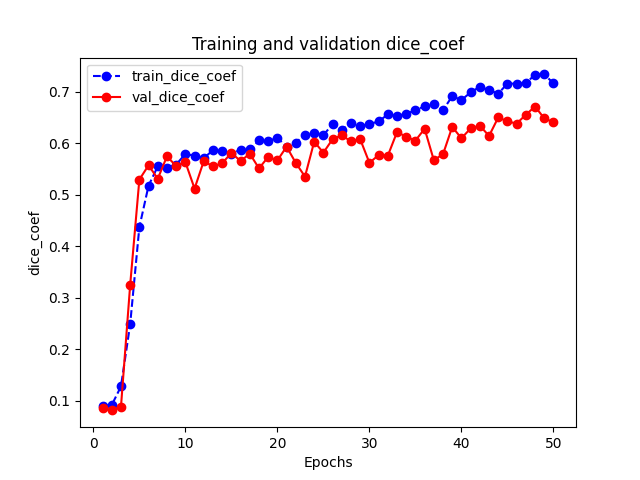 Training and validation dice_coef
train_dice_coef
val_dice_coef
dice_coef
0.7
0.6
0.5
0.4
0.3
0.2
0.1
0 10 20 30 40 50
Epochs